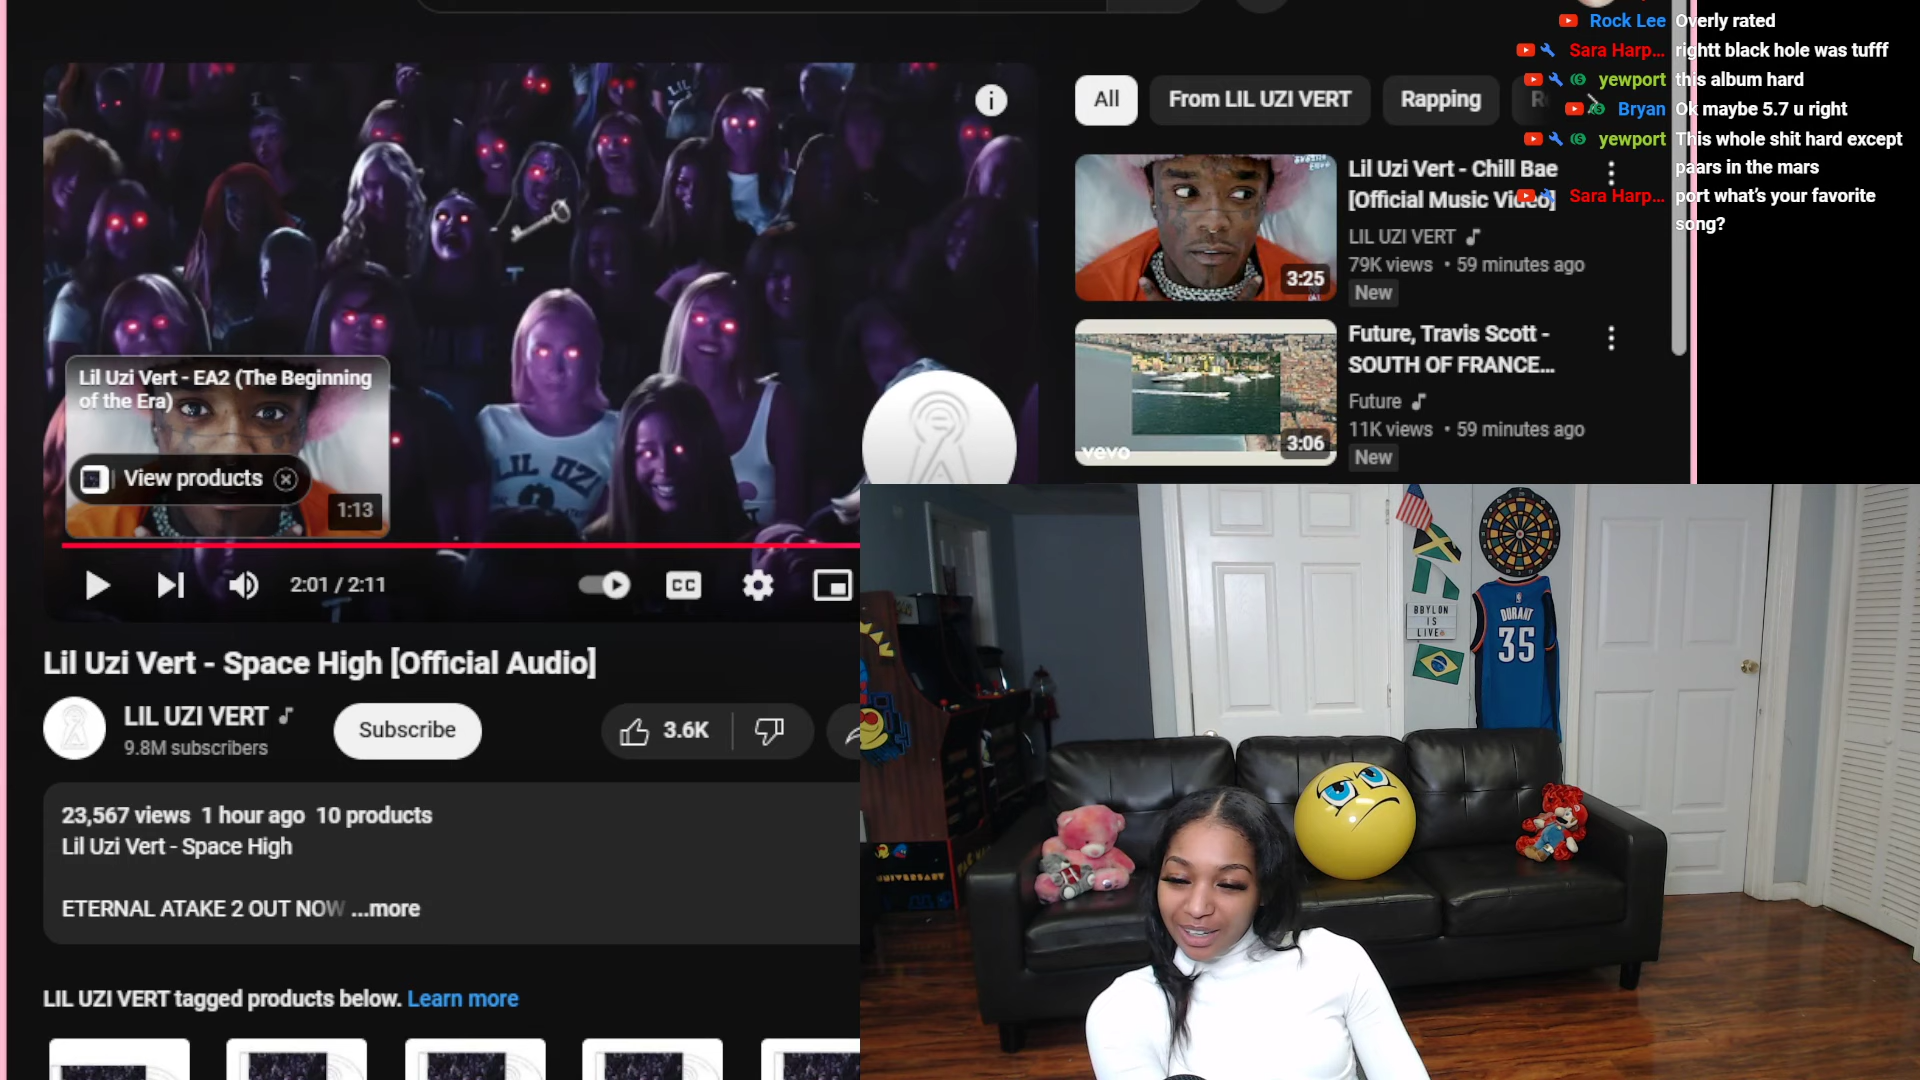 All
From LIL UZI VERT
Rapping
Lil Uzi Vert - Chill Bae
[Official Music Video]
LIL UZI VERT
79K views • 59 minutes ago
New
3:25
Future, Travis Scott -
SOUTH OF FRANCE...
Future
11K views • 59 minutes ago
New
3:06
vevo
Rock Lee Overly rated
Sara Harp... rightt black hole was tufff
yewport this album hard
Bryan Ok maybe 5.7 u right
yewport This whole shit hard except
paars in the mars
Sara Harp... port what's your favorite
song?
LIL UZI
Lil Uzi Vert - EA2 (The Beginning
of the Era)
View products
1:13
2:01 / 2:11
CC
Lil Uzi Vert - Space High [Official Audio]
LIL UZI VERT
9.8M subscribers
Subscribe
3.6K
23,567 views 1 hour ago 10 products
Lil Uzi Vert - Space High
ETERNAL ATAKE 2 OUT NOW ...more
LIL UZI VERT tagged products below. Learn more
BBYLON
IS
LIVE
DURANT
35